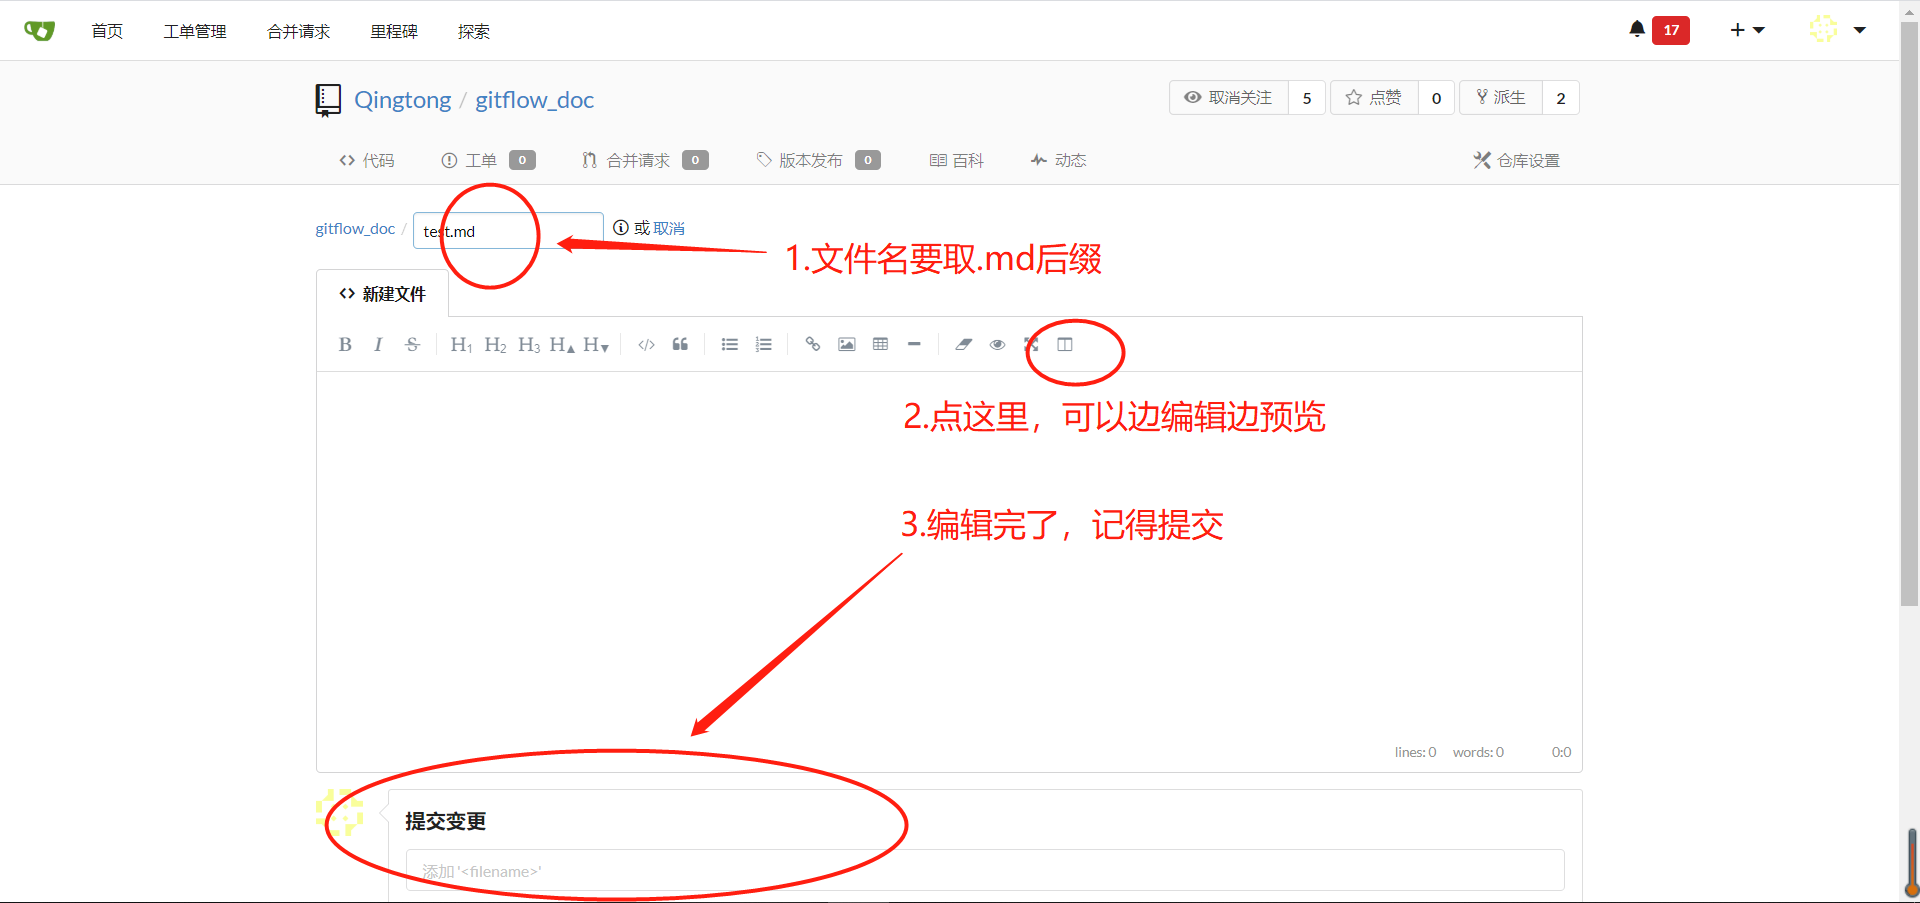 首页 工单管理 合并请求 里程碑 探索 17
Qingtong / gitflow_doc 取消关注 5 点赞 0 派生 2
代码 工单 0 合并请求 0 版本发布 0 百科 动态 仓库设置
gitflow_doc / test.md 或 取消
1.文件名要取.md后缀
新建文件
B I S H1 H2 H3 H▲ H▼
2.点这里，可以边编辑边预览
3.编辑完了，记得提交
lines: 0 words: 0 0:0
提交变更
添加 '<filename>'